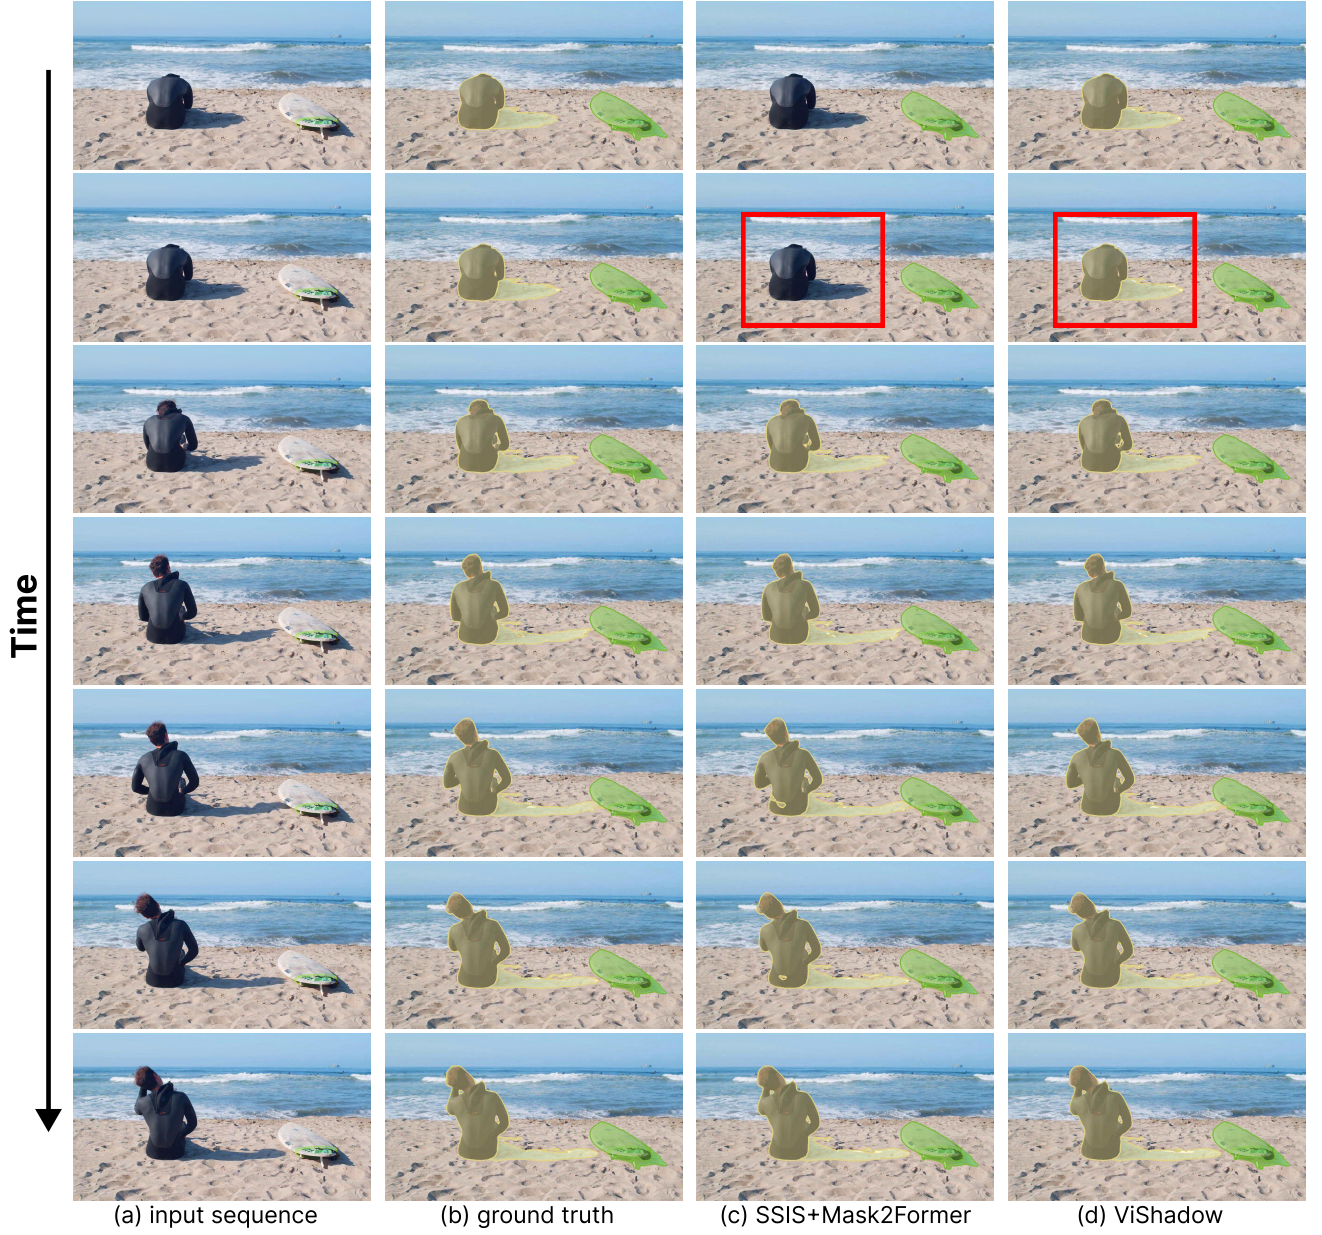 Time
(a) input sequence
(b) ground truth
(c) SSIS+Mask2Former
(d) ViShadow